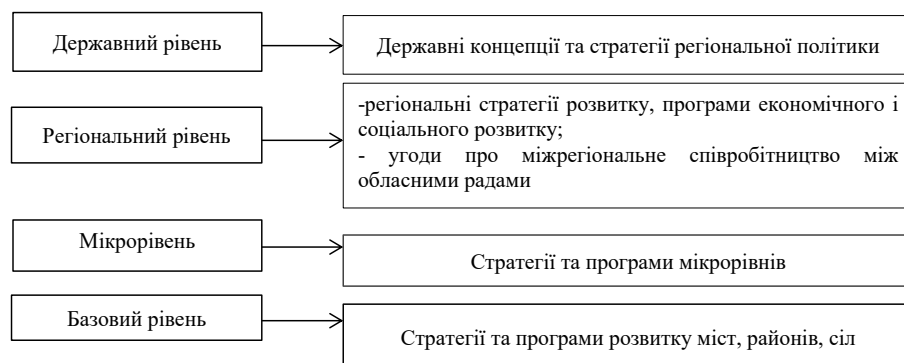 Державний рівень
Державні концепції та стратегії регіональної політики
Регіональний рівень
-регіональні стратегії розвитку, програми економічного і
соціального розвитку;
- угоди про міжрегіональне співробітництво між
обласними радами
Мікрорівень
Стратегії та програми мікрорівнів
Базовий рівень
Стратегії та програми розвитку міст, районів, сіл